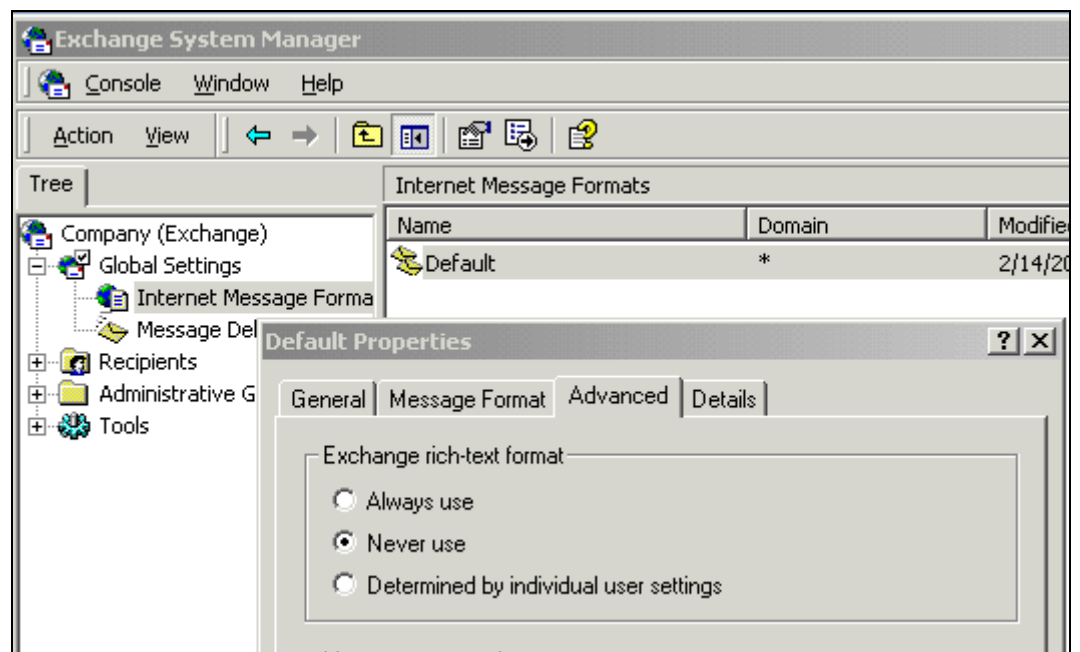 Exchange System Manager
Console Window Help
Action View
Tree
Internet Message Formats
Name Domain Modifie
Company (Exchange)
Default * 2/14/20
Global Settings
Internet Message Forma
Message Del
Default Properties
Recipients
Administrative G
General Message Format Advanced Details
Tools
Exchange rich-text format
Always use
Never use
Determined by individual user settings